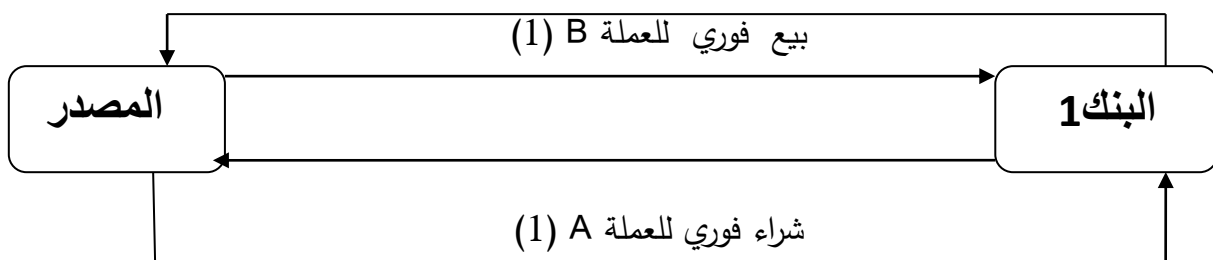 بيع فوري للعملة B (1)
المصدر
البنك1
شراء فوري للعملة A (1)